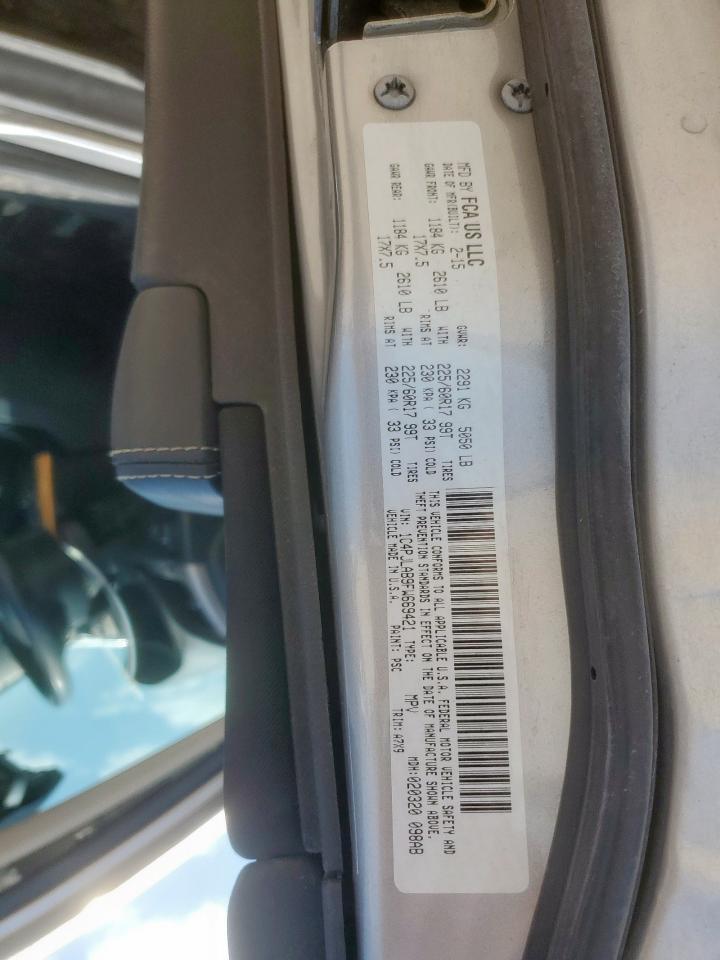 MFD BY FCA US LLC
DATE OF MFR(BUILT): 2-15 GVWR: 2291 KG 5050 LB
GAWR FRONT: 1184 KG 2610 LB WITH 225/60R17 99T TIRES
17X7.5 RIMS AT 230 KPA ( 33 PSI) COLD
GAWR REAR: 1184 KG 2610 LB WITH 225/60R17 99T TIRES
17X7.5 RIMS AT 230 KPA ( 33 PSI) COLD
THIS VEHICLE CONFORMS TO ALL APPLICABLE U.S.A. FEDERAL MOTOR VEHICLE SAFETY AND
THEFT PREVENTION STANDARDS IN EFFECT ON THE DATE OF MANUFACTURE SHOWN ABOVE.
VIN: 1C4PJLAB9FW669421 TYPE: MPV MDH:020320 098AB
VEHICLE MADE IN U.S.A. PAINT: PSC TRIM: A7X9